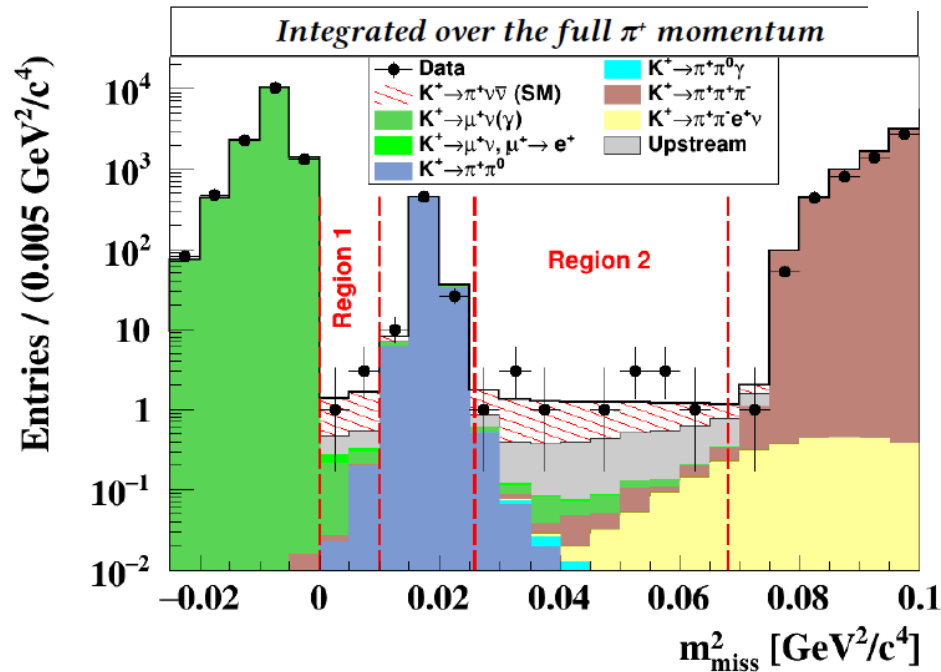 Integrated over the full π⁺ momentum
Data
K⁺→π⁺νν̅ (SM)
K⁺→μ⁺ν(γ)
K⁺→μ⁺ν, μ⁺→ e⁺
K⁺→π⁺π⁰
K⁺→π⁺π⁰γ
K⁺→π⁺π⁺π⁻
K⁺→π⁺π⁻e⁺ν
Upstream
Entries / (0.005 GeV²/c⁴)
10⁴
10³
10²
10
1
10⁻¹
10⁻²
Region 1
Region 2
−0.02 0 0.02 0.04 0.06 0.08 0.1
m²miss [GeV²/c⁴]